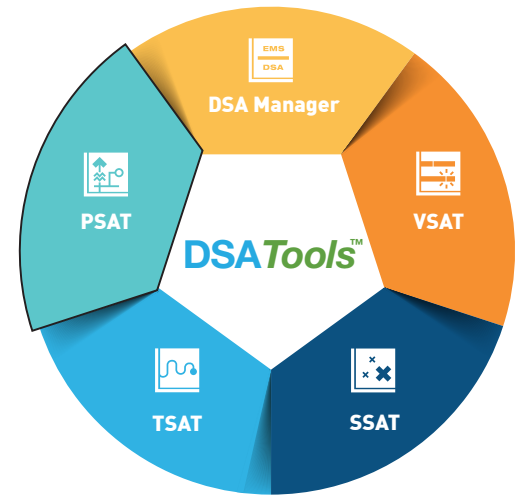 EMS
DSA
DSA Manager
PSAT
VSAT
DSATools™
TSAT
SSAT